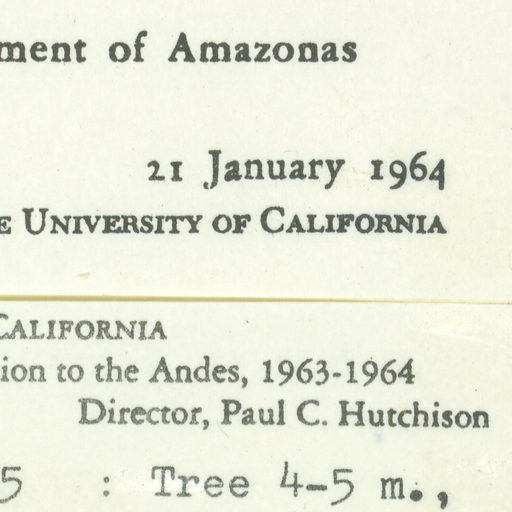 ment of Amazonas
21 January 1964
E UNIVERSITY OF CALIFORNIA
CALIFORNIA
ion to the Andes, 1963-1964
Director, Paul C. Hutchison
5 : Tree 4-5 m.,